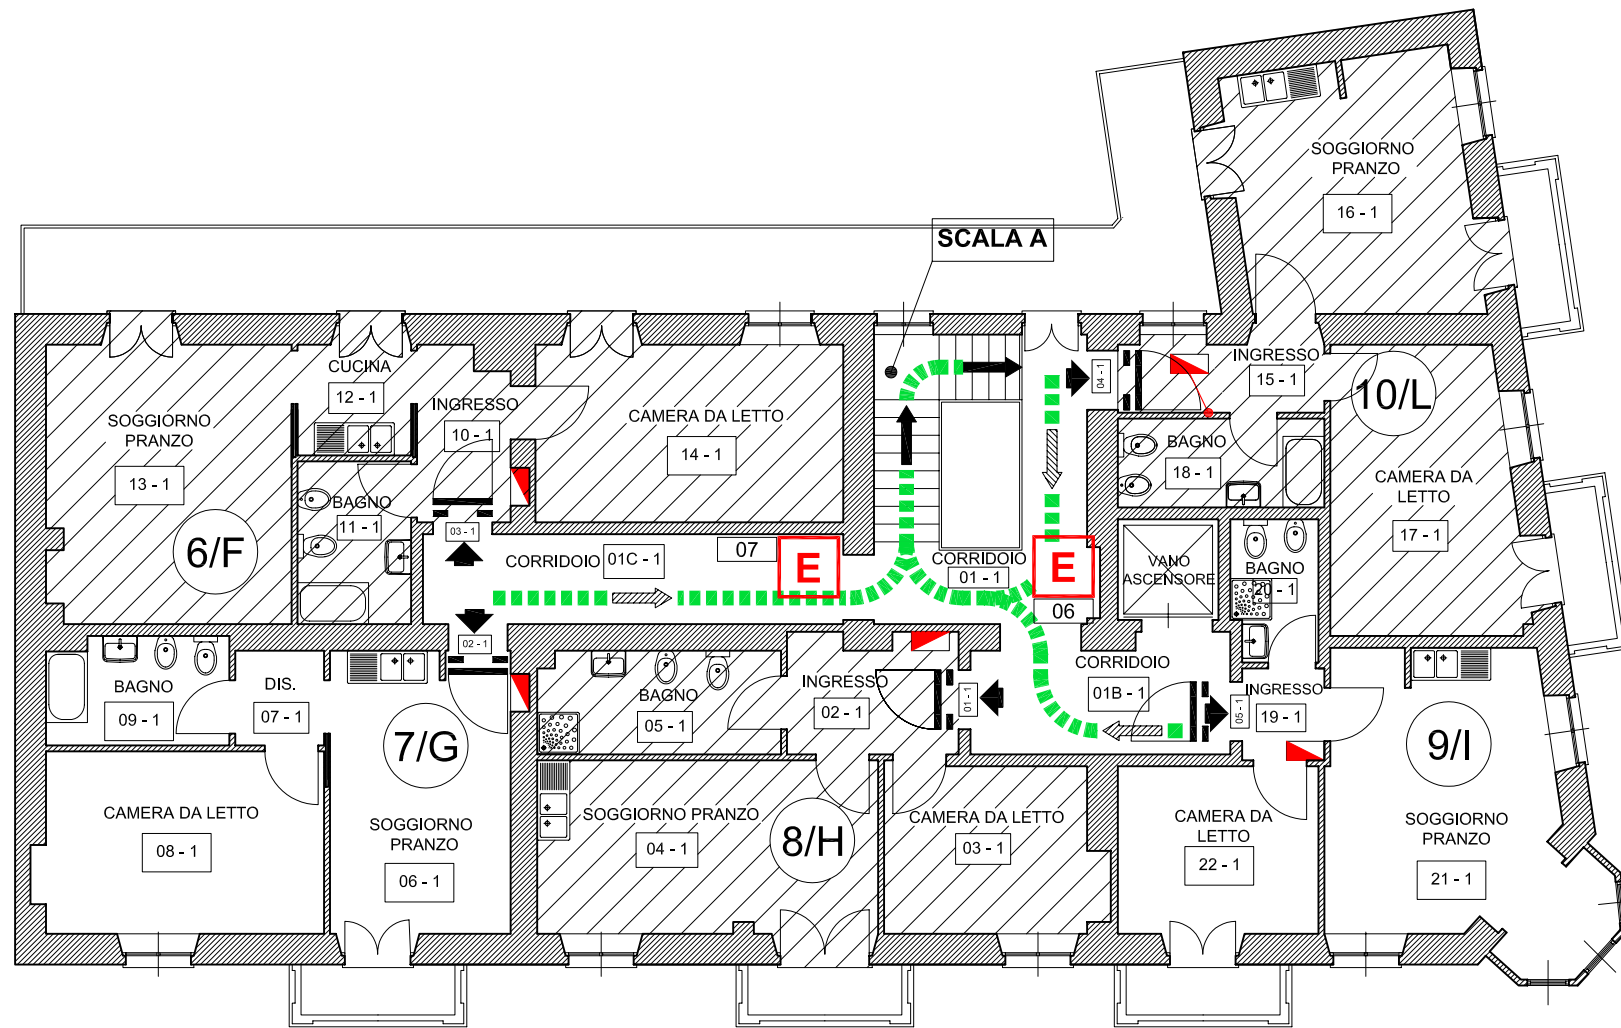 SCALA A
SOGGIORNO
PRANZO
16 - 1
CUCINA
12 - 1
INGRESSO
10 - 1
SOGGIORNO
PRANZO
13 - 1
6/F
BAGNO
11 - 1
03 - 1
CAMERA DA LETTO
14 - 1
04 - 1
INGRESSO
15 - 1
10/L
BAGNO
18 - 1
CAMERA DA
LETTO
17 - 1
CORRIDOIO
01C - 1
07
E
CORRIDOIO
01 - 1
E
06
VANO
ASCENSORE
BAGNO
20 - 1
02 - 1
BAGNO
09 - 1
DIS.
07 - 1
7/G
BAGNO
05 - 1
INGRESSO
02 - 1
01 - 1
CORRIDOIO
01B - 1
05 - 1
INGRESSO
19 - 1
9/I
CAMERA DA LETTO
08 - 1
SOGGIORNO
PRANZO
06 - 1
SOGGIORNO PRANZO
04 - 1
8/H
CAMERA DA LETTO
03 - 1
CAMERA DA
LETTO
22 - 1
SOGGIORNO
PRANZO
21 - 1